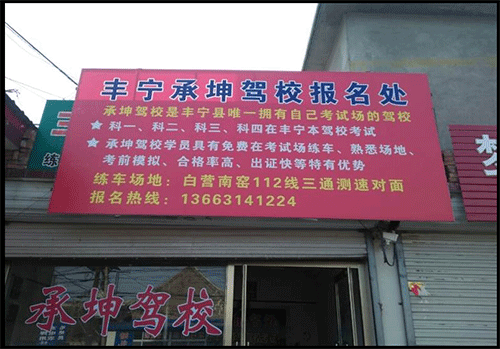 丰宁承坤驾校报名处
承坤驾校是丰宁县唯一拥有自己考试场的驾校
★ 科一、科二、科三、科四在丰宁本驾校考试
★ 承坤驾校学员具有免费在考试场练车、熟悉场地、
考前模拟、合格率高、出证快等特有优势
练车场地：白营南窑112线三通测速对面
报名热线：13663141224
练
承坤驾校